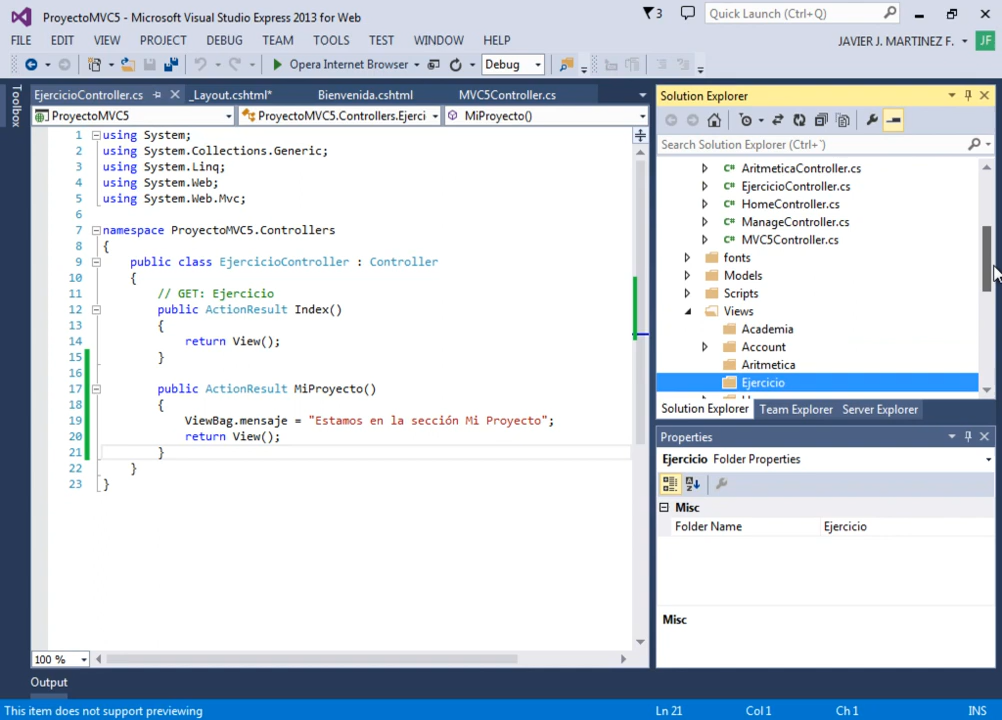 ProyectoMVC5 - Microsoft Visual Studio Express 2013 for Web
3
Quick Launch (Ctrl+Q)
FILE EDIT VIEW PROJECT DEBUG TEAM TOOLS TEST WINDOW HELP
JAVIER J. MARTINEZ F. JF
Opera Internet Browser Debug
Toolbox
EjercicioController.cs _Layout.cshtml* Bienvenida.cshtml MVC5Controller.cs
ProyectoMVC5 ProyectoMVC5.Controllers.Ejerci MiProyecto()
1 using System;
2 using System.Collections.Generic;
3 using System.Linq;
4 using System.Web;
5 using System.Web.Mvc;
6
7 namespace ProyectoMVC5.Controllers
8 {
9 public class EjercicioController : Controller
10 {
11 // GET: Ejercicio
12 public ActionResult Index()
13 {
14 return View();
15 }
16
17 public ActionResult MiProyecto()
18 {
19 ViewBag.mensaje = "Estamos en la sección Mi Proyecto";
20 return View();
21 }
22 }
23 }
100 %
Solution Explorer
Search Solution Explorer (Ctrl+`)
C# AritmeticaController.cs
C# EjercicioController.cs
C# HomeController.cs
C# ManageController.cs
C# MVC5Controller.cs
fonts
Models
Scripts
Views
Academia
Account
Aritmetica
Ejercicio
Solution Explorer Team Explorer Server Explorer
Properties
Ejercicio Folder Properties
Misc
Folder Name Ejercicio
Misc
Output
This item does not support previewing Ln 21 Col 1 Ch 1 INS